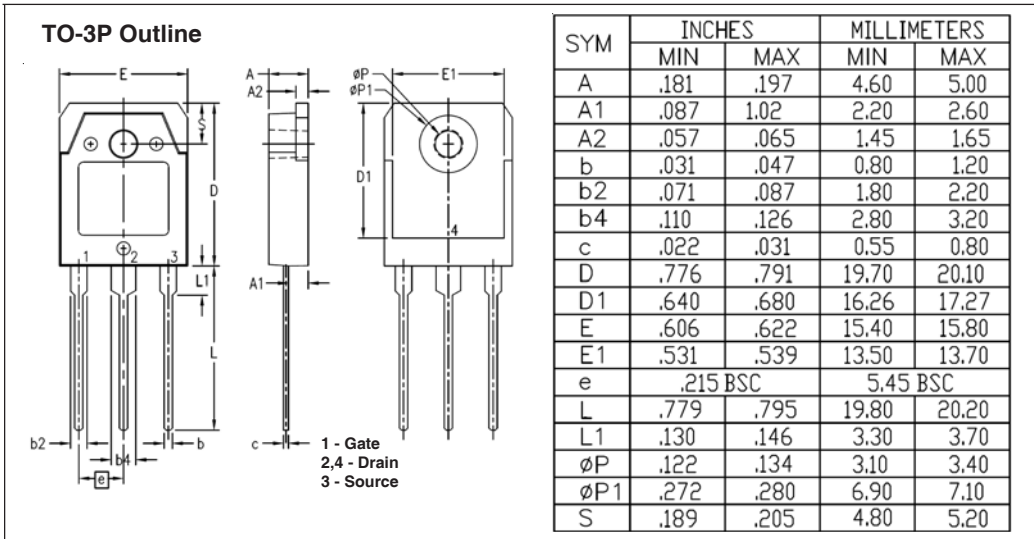 TO-3P Outline
E
A
A2
øP
øP1
E1
S
D
D1
4
1 2 3
L1
A1
L
b2
b4
b
e
c
1 - Gate
2,4 - Drain
3 - Source
SYM INCHES MILLIMETERS
MIN MAX MIN MAX
A .181 .197 4.60 5.00
A1 .087 1.02 2.20 2.60
A2 .057 .065 1.45 1.65
b .031 .047 0.80 1.20
b2 .071 .087 1.80 2.20
b4 .110 .126 2.80 3.20
c .022 .031 0.55 0.80
D .776 .791 19.70 20.10
D1 .640 .680 16.26 17.27
E .606 .622 15.40 15.80
E1 .531 .539 13.50 13.70
e .215 BSC 5.45 BSC
L .779 .795 19.80 20.20
L1 .130 .146 3.30 3.70
øP .122 .134 3.10 3.40
øP1 .272 .280 6.90 7.10
S .189 .205 4.80 5.20